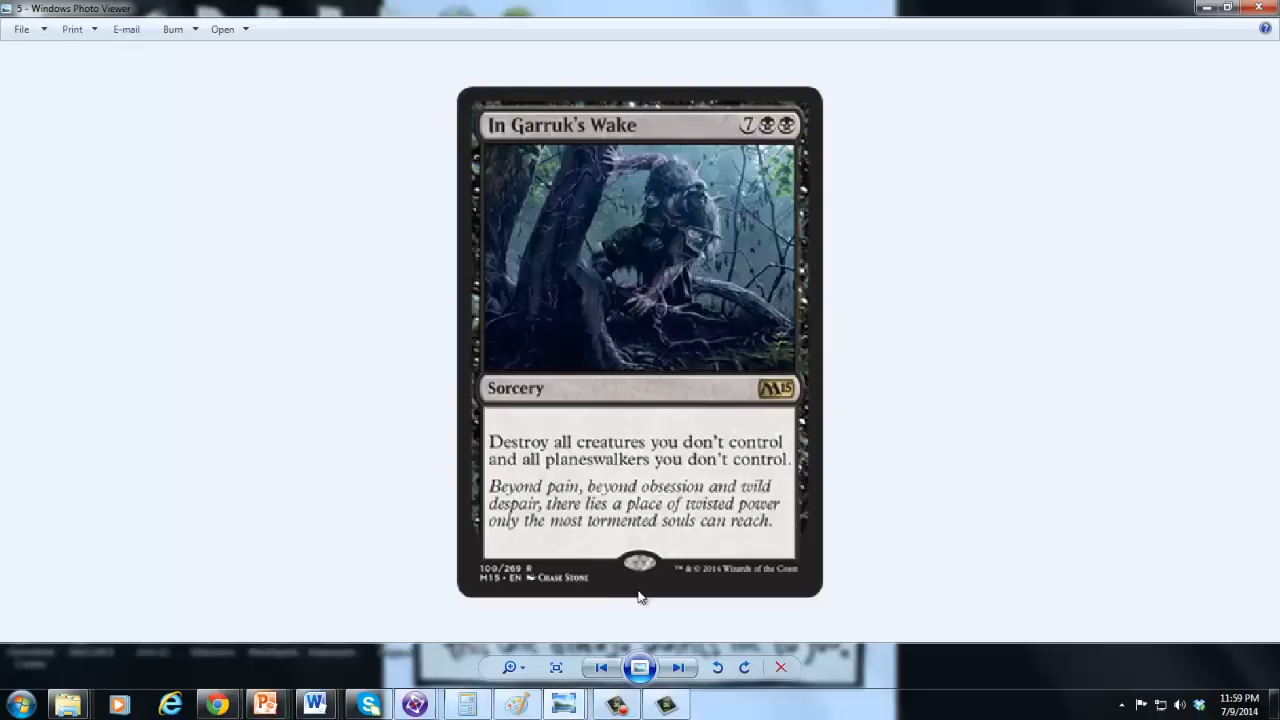 5 - Windows Photo Viewer
File Print E-mail Burn Open
In Garruk's Wake 7
Sorcery M15
Destroy all creatures you don't control
and all planeswalkers you don't control.
Beyond pain, beyond obsession and wild
despair, there lies a place of twisted power
only the most tormented souls can reach.
100/269 R
M15 • EN Chase Stone
™ & © 2014 Wizards of the Coast
11:59 PM
7/9/2014